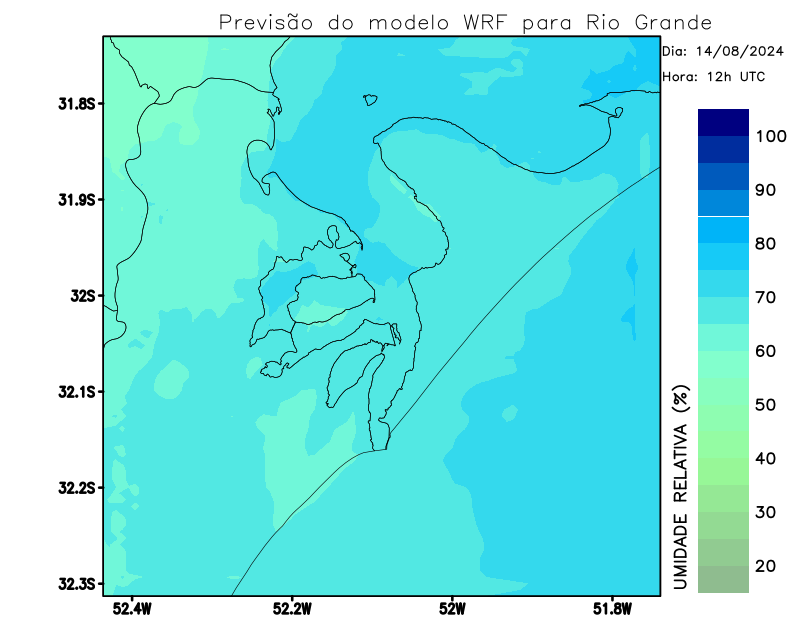 Previsão do modelo WRF para Rio Grande
Dia: 14/08/2024
Hora: 12h UTC
31.8S
31.9S
32S
32.1S
32.2S
32.3S
52.4W
52.2W
52W
51.8W
100
90
80
70
60
50
40
30
20
UMIDADE RELATIVA (%)